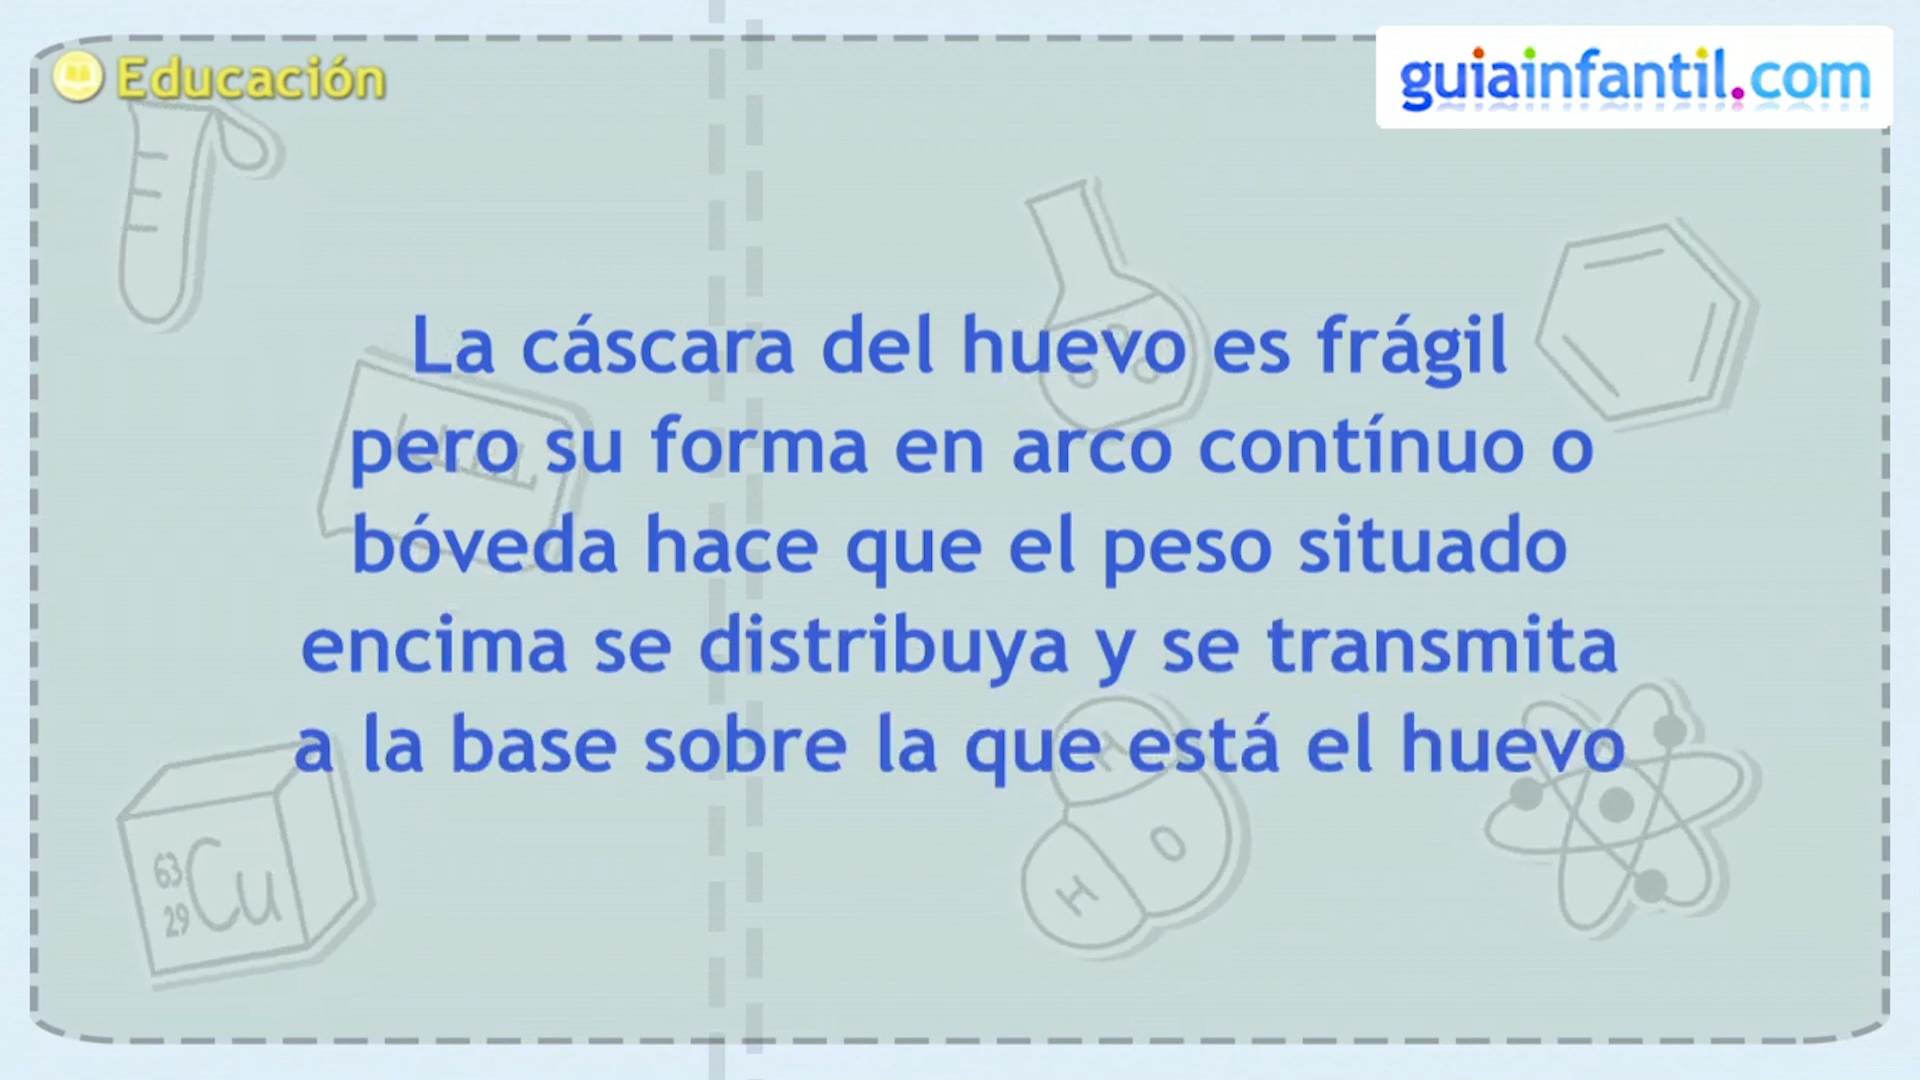 Educación
guiainfantil.com
La cáscara del huevo es frágil
pero su forma en arco contínuo o
bóveda hace que el peso situado
encima se distribuya y se transmita
a la base sobre la que está el huevo
63
29
Cu
H
O
H